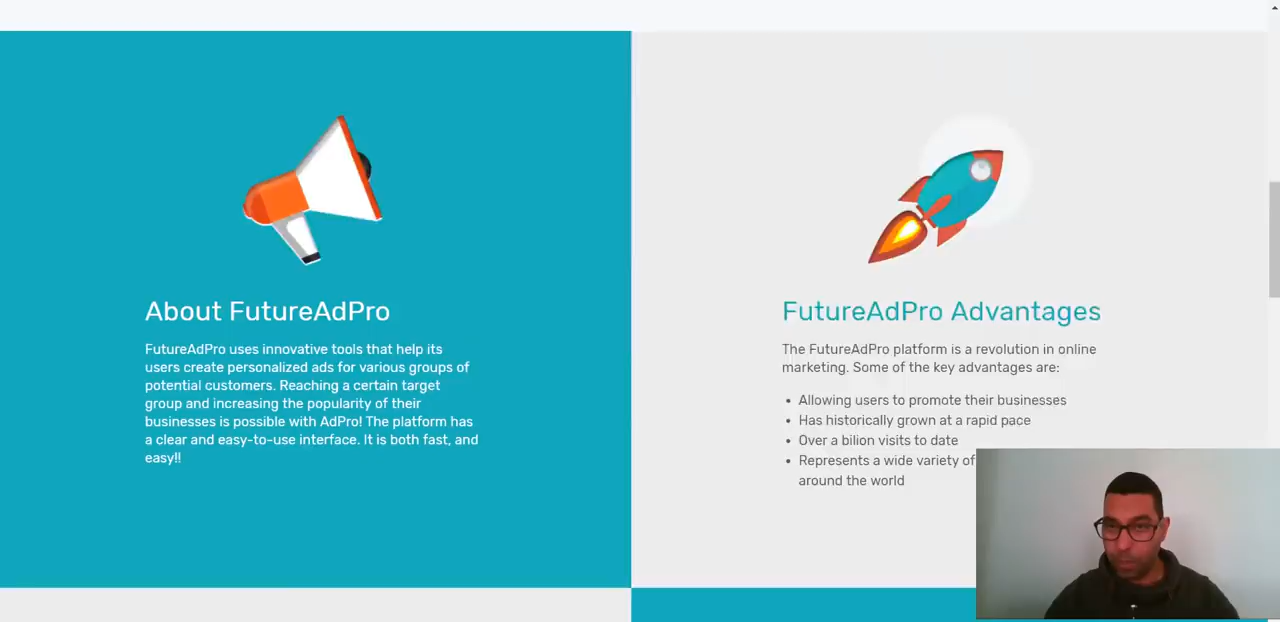 About FutureAdPro
FutureAdPro uses innovative tools that help its
users create personalized ads for various groups of
potential customers. Reaching a certain target
group and increasing the popularity of their
businesses is possible with AdPro! The platform has
a clear and easy-to-use interface. It is both fast, and
easy!!
FutureAdPro Advantages
The FutureAdPro platform is a revolution in online
marketing. Some of the key advantages are:
• Allowing users to promote their businesses
• Has historically grown at a rapid pace
• Over a bilion visits to date
• Represents a wide variety of
around the world